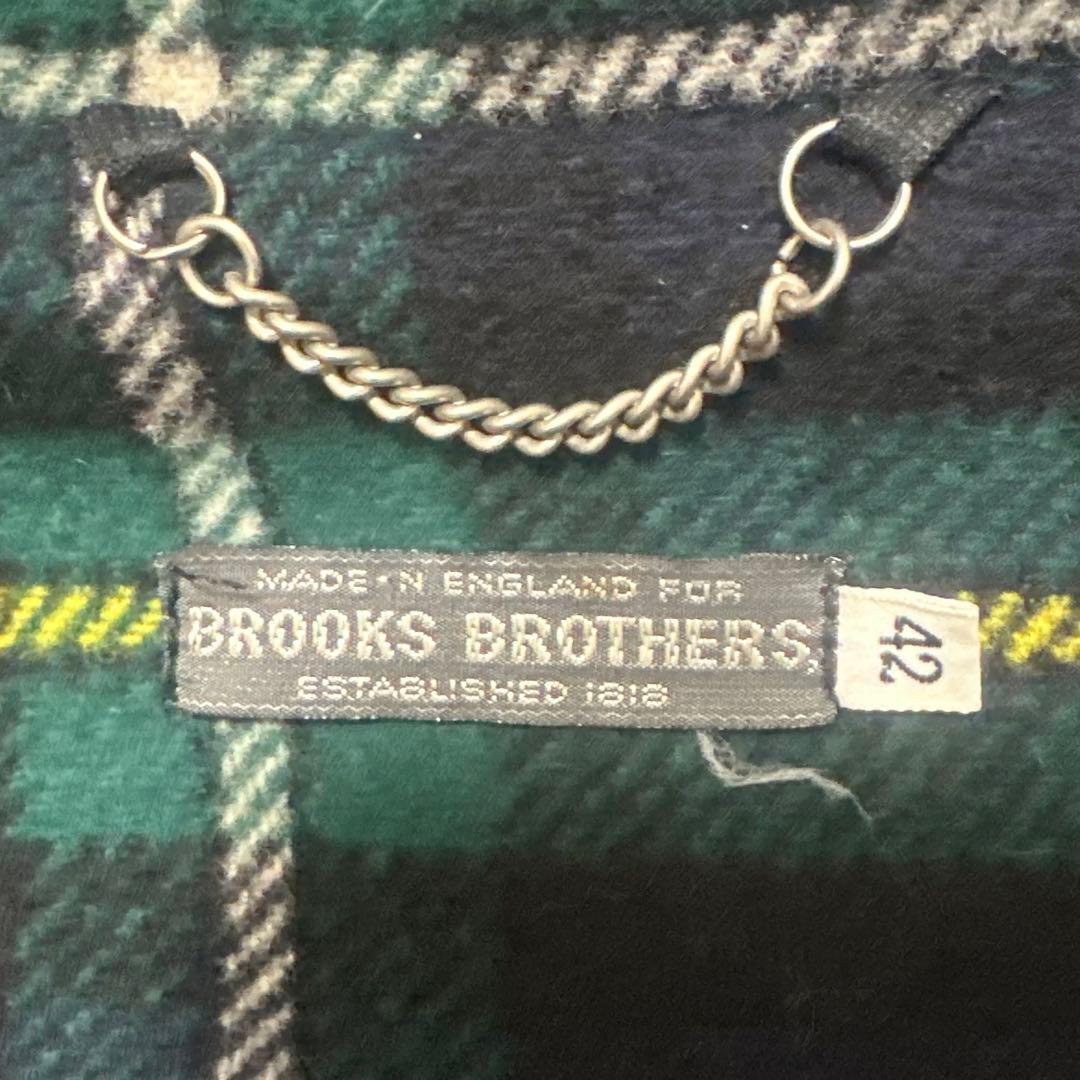 MADE IN ENGLAND FOR
BROOKS BROTHERS,
ESTABLISHED 1818
42